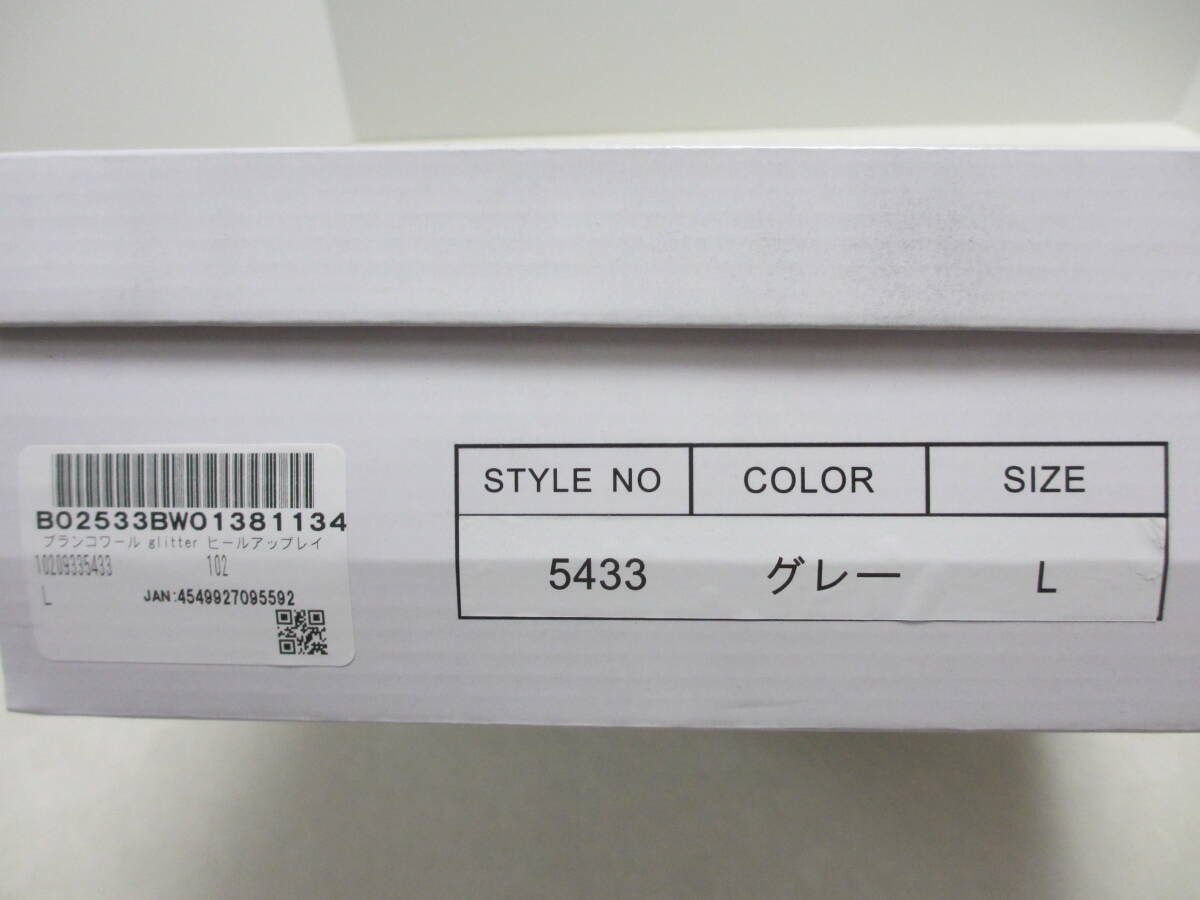 B02533BW01381134
ブランコワール glitter ヒールアップレイ
10209335433 102
L JAN:4549927095592
STYLE NO COLOR SIZE
5433 グレー L